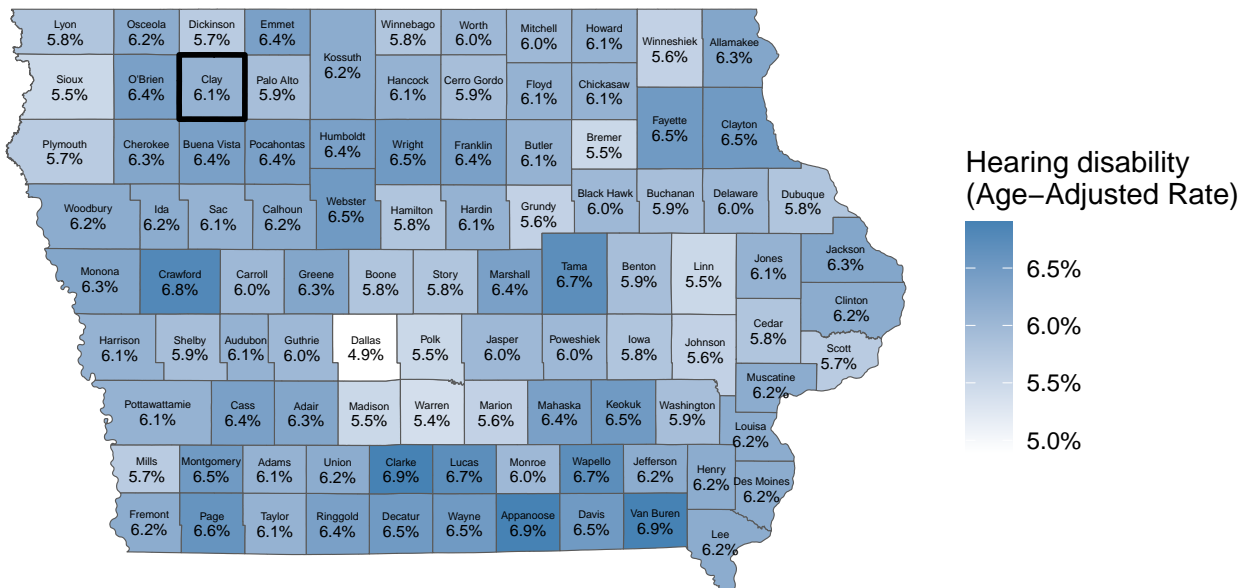 Lyon
5.8%
Osceola
6.2%
Dickinson
5.7%
Emmet
6.4%
Kossuth
6.2%
Winnebago
5.8%
Worth
6.0%
Mitchell
6.0%
Howard
6.1%
Winneshiek
5.6%
Allamakee
6.3%
Sioux
5.5%
O'Brien
6.4%
Clay
6.1%
Palo Alto
5.9%
Hancock
6.1%
Cerro Gordo
5.9%
Floyd
6.1%
Chickasaw
6.1%
Fayette
6.5%
Clayton
6.5%
Plymouth
5.7%
Cherokee
6.3%
Buena Vista
6.4%
Pocahontas
6.4%
Humboldt
6.4%
Wright
6.5%
Franklin
6.4%
Butler
6.1%
Bremer
5.5%
Woodbury
6.2%
Ida
6.2%
Sac
6.1%
Calhoun
6.2%
Webster
6.5%
Hamilton
5.8%
Hardin
6.1%
Grundy
5.6%
Black Hawk
6.0%
Buchanan
5.9%
Delaware
6.0%
Dubuque
5.8%
Monona
6.3%
Crawford
6.8%
Carroll
6.0%
Greene
6.3%
Boone
5.8%
Story
5.8%
Marshall
6.4%
Tama
6.7%
Benton
5.9%
Linn
5.5%
Jones
6.1%
Jackson
6.3%
Clinton
6.2%
Harrison
6.1%
Shelby
5.9%
Audubon
6.1%
Guthrie
6.0%
Dallas
4.9%
Polk
5.5%
Jasper
6.0%
Poweshiek
6.0%
Iowa
5.8%
Johnson
5.6%
Cedar
5.8%
Scott
5.7%
Muscatine
6.2%
Pottawattamie
6.1%
Cass
6.4%
Adair
6.3%
Madison
5.5%
Warren
5.4%
Marion
5.6%
Mahaska
6.4%
Keokuk
6.5%
Washington
5.9%
Louisa
6.2%
Mills
5.7%
Montgomery
6.5%
Adams
6.1%
Union
6.2%
Clarke
6.9%
Lucas
6.7%
Monroe
6.0%
Wapello
6.7%
Jefferson
6.2%
Henry
6.2%
Des Moines
6.2%
Fremont
6.2%
Page
6.6%
Taylor
6.1%
Ringgold
6.4%
Decatur
6.5%
Wayne
6.5%
Appanoose
6.9%
Davis
6.5%
Van Buren
6.9%
Lee
6.2%
Hearing disability
(Age−Adjusted Rate)
6.5%
6.0%
5.5%
5.0%